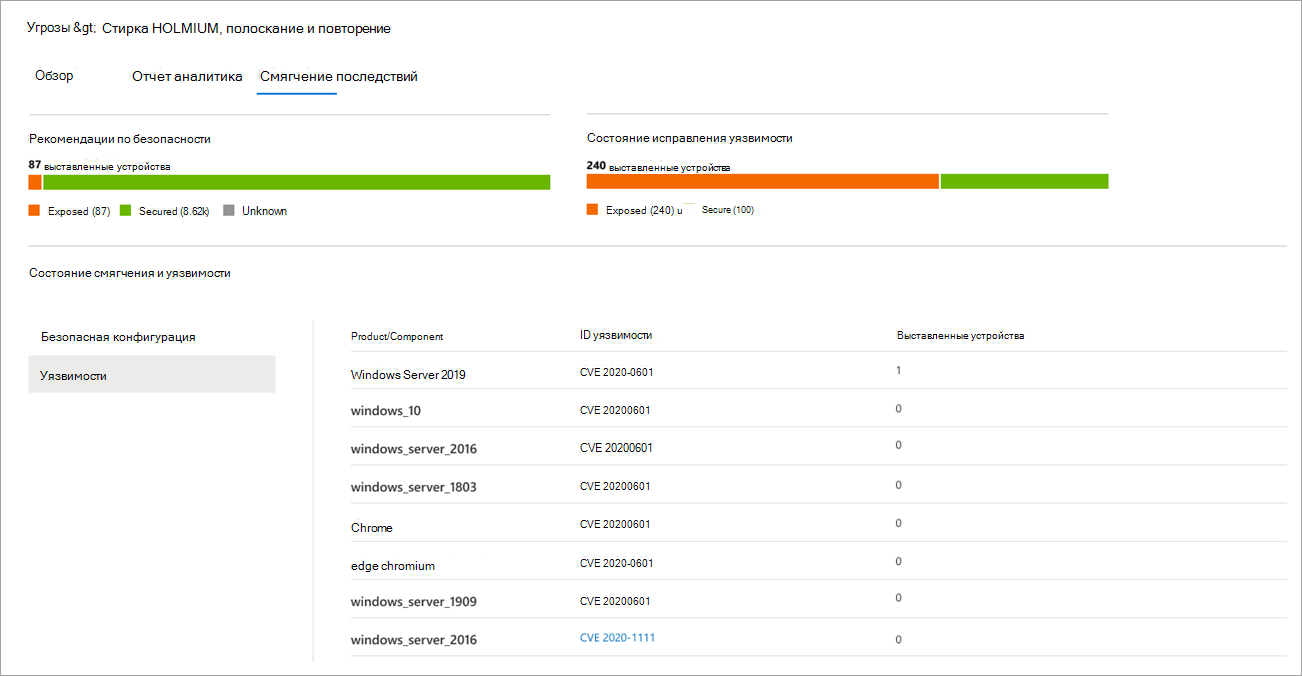 Угрозы &gt; Стирка HOLMIUM, полоскание и повторение
Обзор Отчет аналитика Смягчение последствий
Рекомендации по безопасности
87 выставленные устройства
Exposed (87) Secured (8.62k) Unknown
Состояние исправления уязвимости
240 выставленные устройства
Exposed (240) и Secure (100)
Состояние смягчения и уязвимости
Безопасная конфигурация
Уязвимости
Product/Component ID уязвимости Выставленные устройства
Windows Server 2019 CVE 2020-0601 1
windows_10 CVE 20200601 0
windows_server_2016 CVE 20200601 0
windows_server_1803 CVE 20200601 0
Chrome CVE 20200601 0
edge chromium CVE 2020-0601 0
windows_server_1909 CVE 20200601 0
windows_server_2016 CVE 2020-1111 0